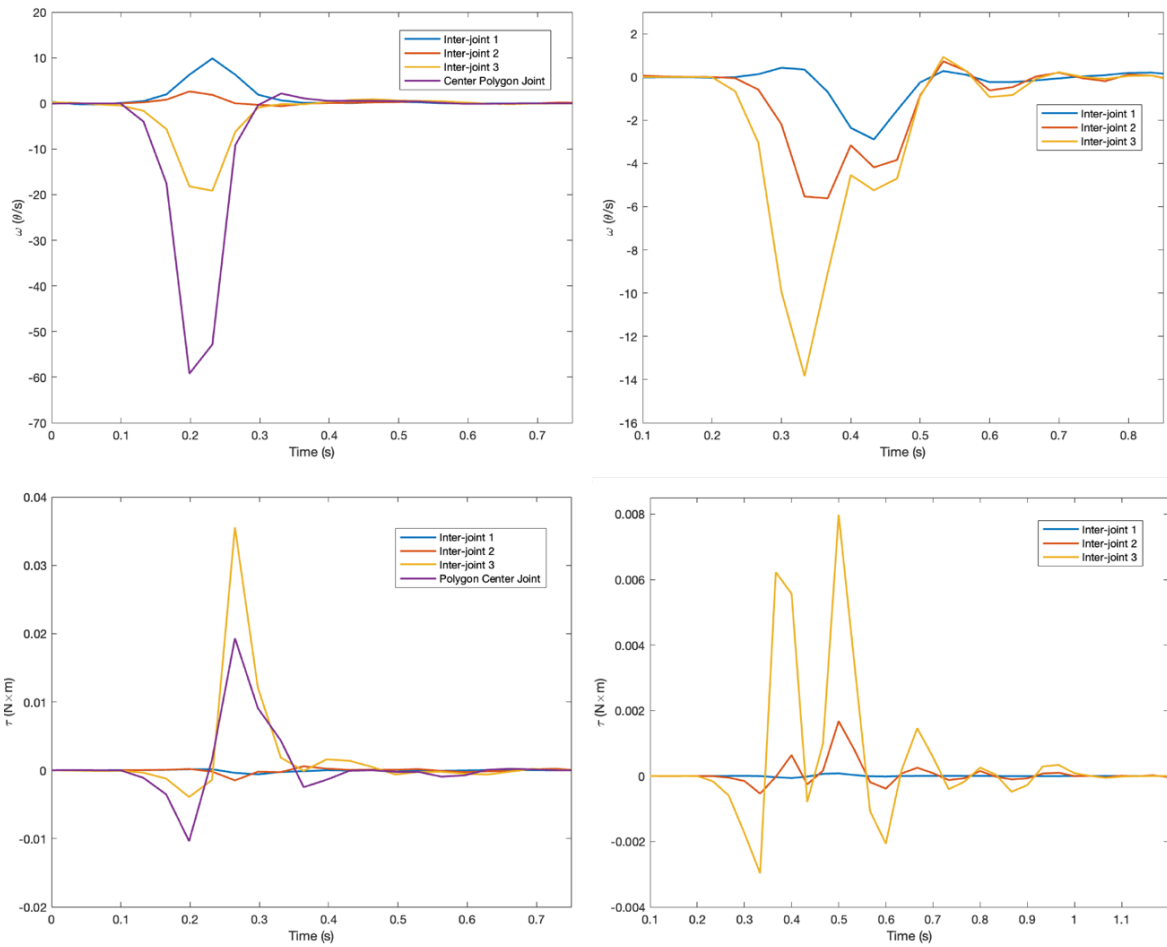 20
10
0
-10
-20
-30
-40
-50
-60
-70
ω (θ/s)
0 0.1 0.2 0.3 0.4 0.5 0.6 0.7
Time (s)
Inter-joint 1
Inter-joint 2
Inter-joint 3
Center Polygon Joint
2
0
-2
-4
-6
-8
-10
-12
-14
-16
ω (θ/s)
0.1 0.2 0.3 0.4 0.5 0.6 0.7 0.8
Time (s)
Inter-joint 1
Inter-joint 2
Inter-joint 3
0.04
0.03
0.02
0.01
0
-0.01
-0.02
τ (N×m)
0 0.1 0.2 0.3 0.4 0.5 0.6 0.7
Time (s)
Inter-joint 1
Inter-joint 2
Inter-joint 3
Polygon Center Joint
0.008
0.006
0.004
0.002
0
-0.002
-0.004
τ (N×m)
0.1 0.2 0.3 0.4 0.5 0.6 0.7 0.8 0.9 1 1.1
Time (s)
Inter-joint 1
Inter-joint 2
Inter-joint 3